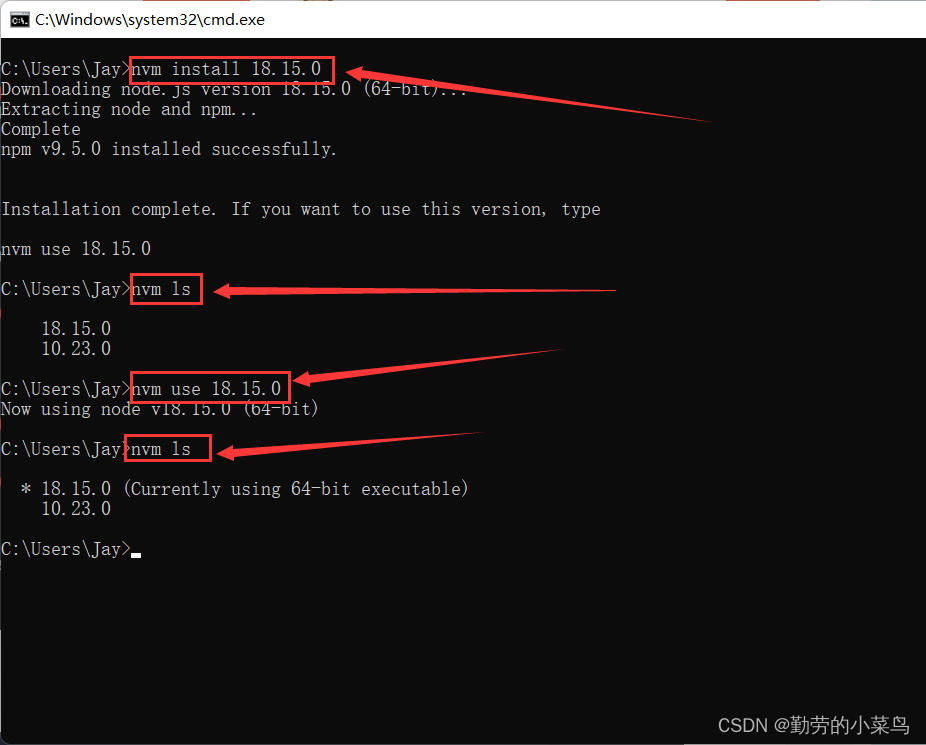 C:\Windows\system32\cmd.exe
C:\Users\Jay>nvm install 18.15.0
Downloading node.js version 18.15.0 (64-bit)...
Extracting node and npm...
Complete
npm v9.5.0 installed successfully.
Installation complete. If you want to use this version, type
nvm use 18.15.0
C:\Users\Jay>nvm ls
18.15.0
10.23.0
C:\Users\Jay>nvm use 18.15.0
Now using node v18.15.0 (64-bit)
C:\Users\Jay>nvm ls
* 18.15.0 (Currently using 64-bit executable)
10.23.0
C:\Users\Jay>
CSDN @勤劳的小菜鸟